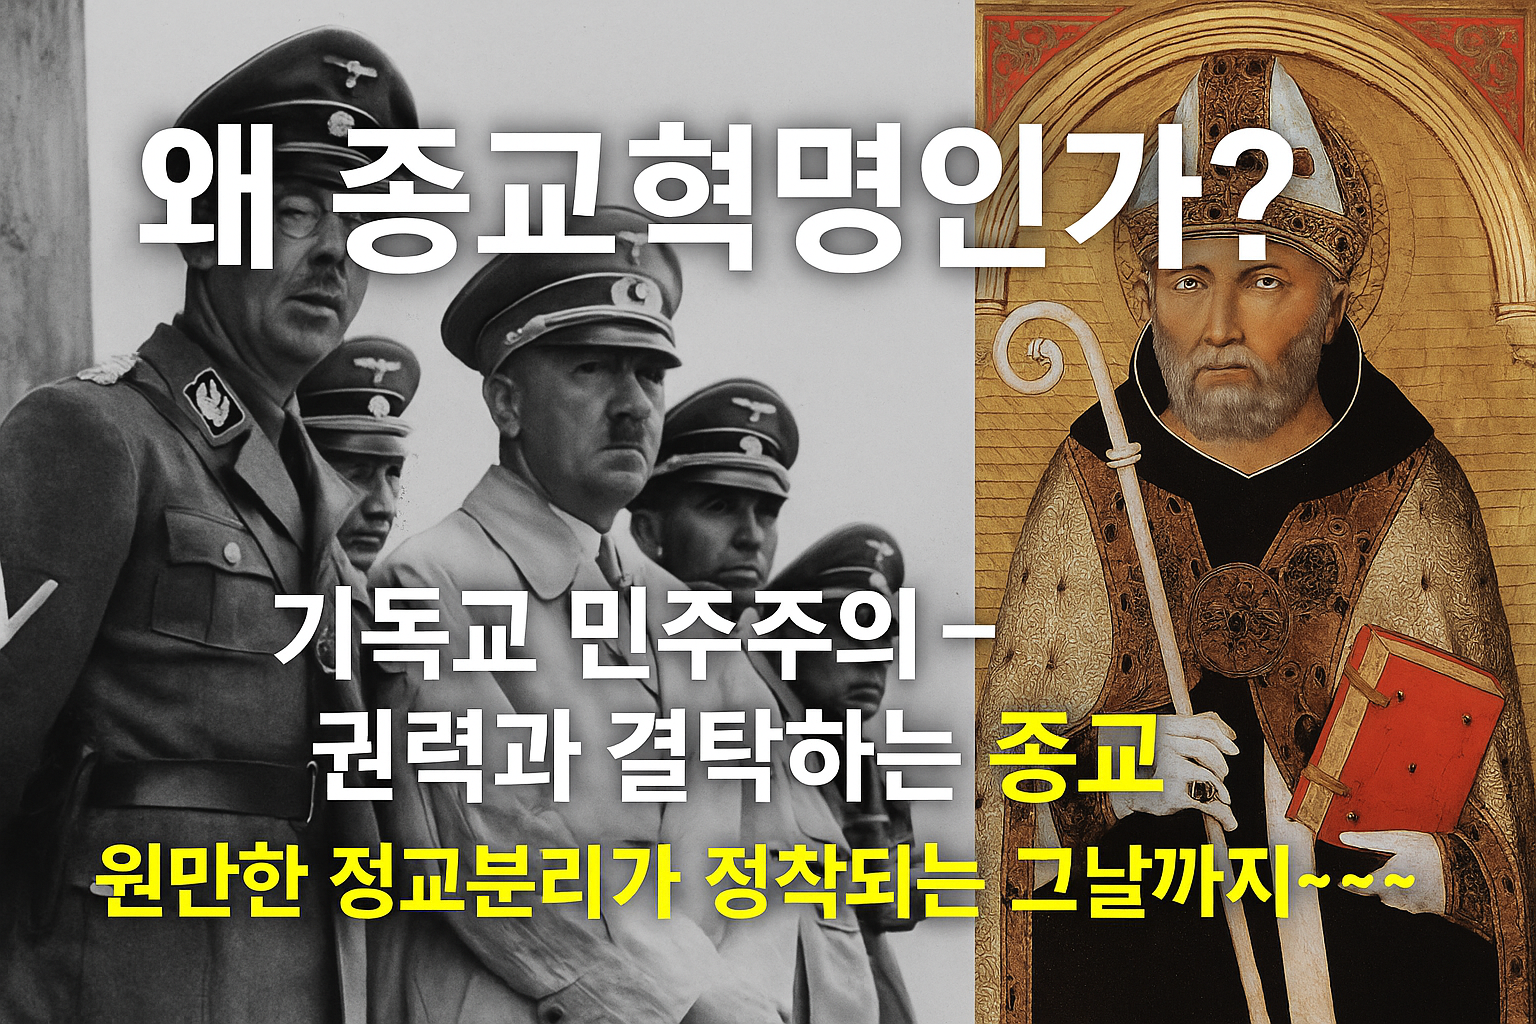 왜 종교혁명인가?
기독교 민주주의 –
권력과 결탁하는 종교
원만한 정교분리가 정착되는 그날까지~~~